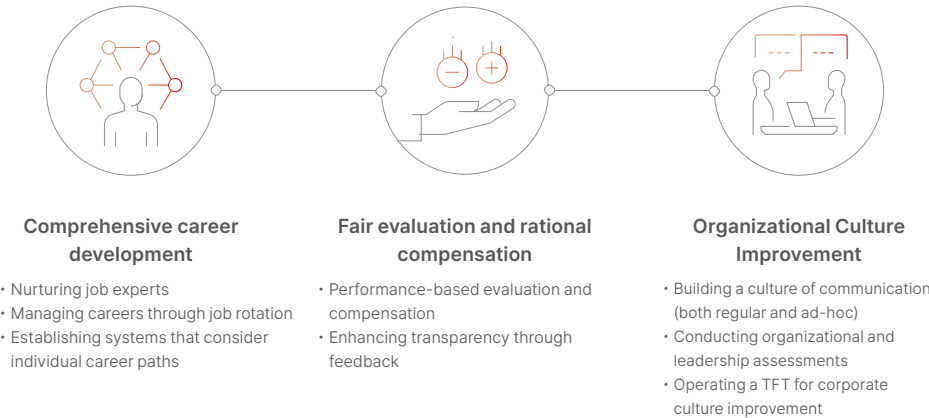 Comprehensive career
development
• Nurturing job experts
• Managing careers through job rotation
• Establishing systems that consider
individual career paths
Fair evaluation and rational
compensation
• Performance-based evaluation and
compensation
• Enhancing transparency through
feedback
Organizational Culture
Improvement
• Building a culture of communication
(both regular and ad-hoc)
• Conducting organizational and
leadership assessments
• Operating a TFT for corporate
culture improvement